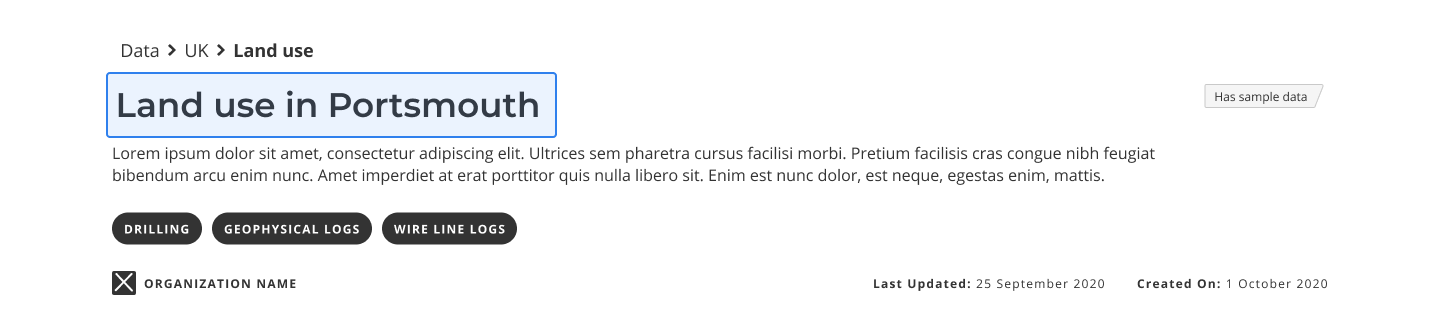 Data > UK > Land use
Land use in Portsmouth
Has sample data
Lorem ipsum dolor sit amet, consectetur adipiscing elit. Ultrices sem pharetra cursus facilisi morbi. Pretium facilisis cras congue nibh feugiat
bibendum arcu enim nunc. Amet imperdiet at erat porttitor quis nulla libero sit. Enim est nunc dolor, est neque, egestas enim, mattis.
DRILLING GEOPHYSICAL LOGS WIRE LINE LOGS
ORGANIZATION NAME Last Updated: 25 September 2020 Created On: 1 October 2020